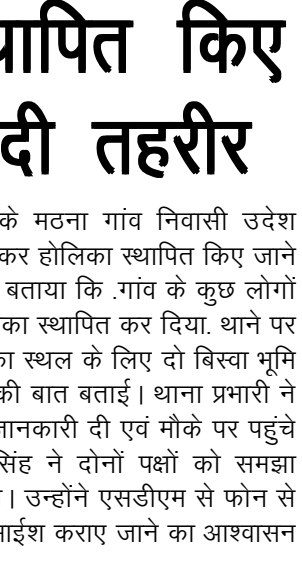 थापित किए
दी तहरीर
के मठना गांव निवासी उदेश
कर होलिका स्थापित किए जाने
बताया कि .गांव के कुछ लोगों
का स्थापित कर दिया. थाने पर
का स्थल के लिए दो बिस्वा भूमि
की बात बताई। थाना प्रभारी ने
जानकारी दी एवं मौके पर पहुंचे
सिंह ने दोनों पक्षों को समझा
। उन्होंने एसडीएम से फोन से
माईश कराए जाने का आश्वासन